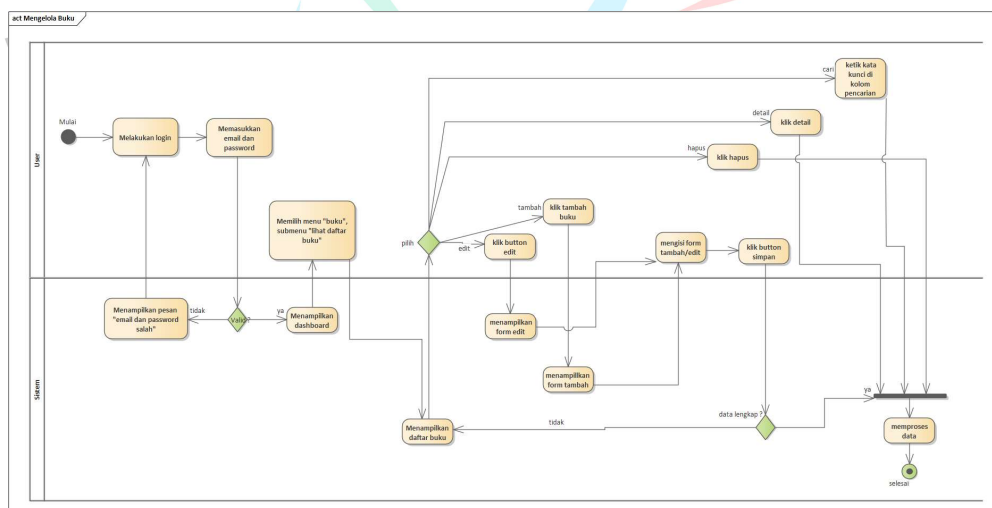 act Mengelola Buku
User
Mulai
Melakukan login
Memasukkan
email dan
password
Memilih menu "buku",
submenu "lihat daftar
buku"
pilih
cari
ketik kata
kunci di
kolom
pencarian
detail
klik detail
hapus
klik hapus
tambah
klik tambah
buku
edit
klik button
edit
mengisi form
tambah/edit
klik button
simpan
Sistem
Menampilkan pesan
"email dan password
salah"
tidak
Valid ?
ya
Menampilkan
dashboard
menampilkan
form edit
menampillkan
form tambah
Menampilkan
daftar buku
tidak
data lengkap ?
ya
memproses
data
selesai